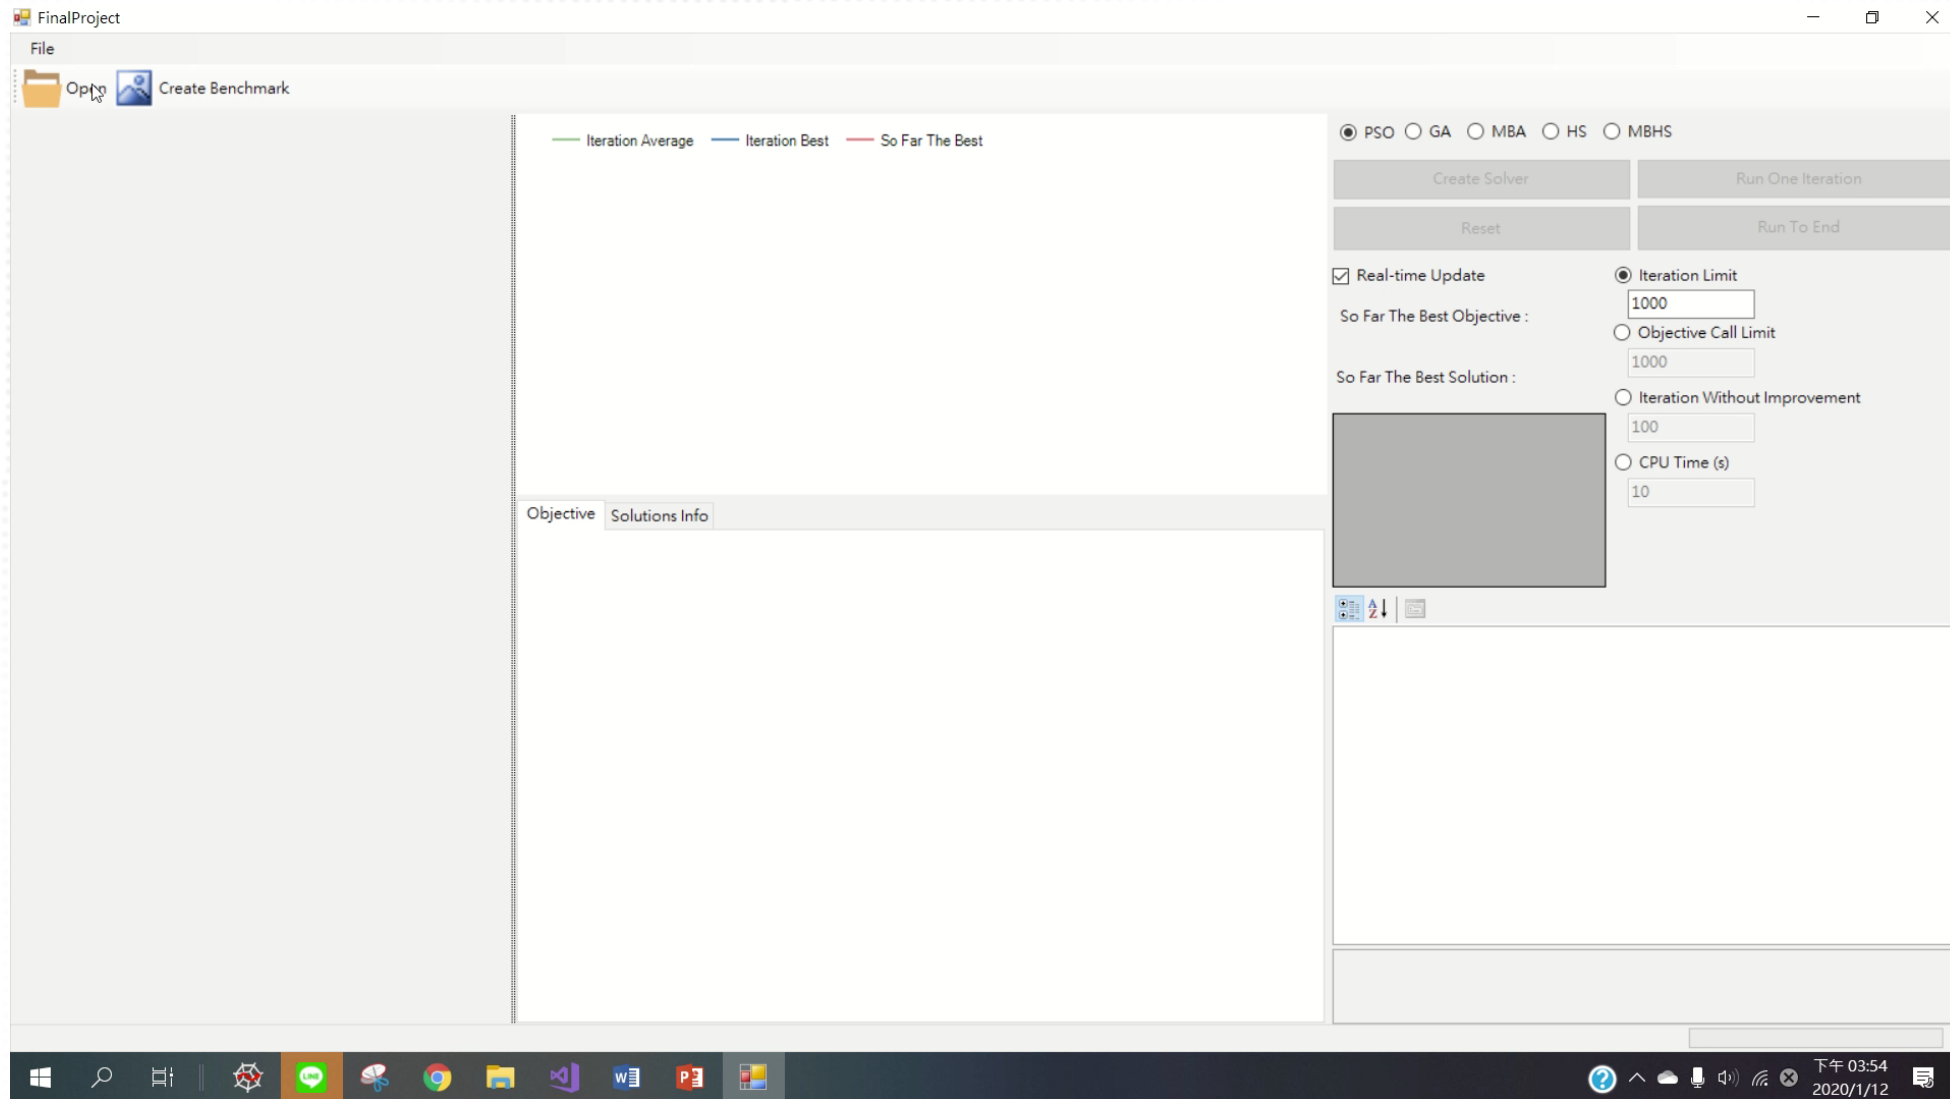 FinalProject
File
Open Create Benchmark
Iteration Average Iteration Best So Far The Best
PSO GA MBA HS MBHS
Create Solver Run One Iteration
Reset Run To End
Real-time Update
So Far The Best Objective :
So Far The Best Solution :
Iteration Limit
1000
Objective Call Limit
1000
Iteration Without Improvement
100
CPU Time (s)
10
Objective Solutions Info
下午 03:54
2020/1/12